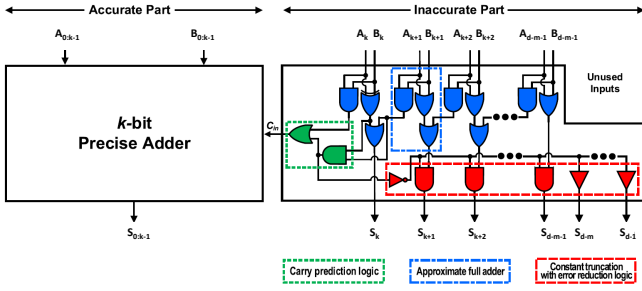 Accurate Part
Inaccurate Part
A0:k-1
B0:k-1
Ak Bk
Ak+1 Bk+1
Ak+2 Bk+2
Ad-m-1 Bd-m-1
Unused
Inputs
k-bit
Precise Adder
Cin
S0:k-1
Sk
Sk+1
Sk+2
Sd-m-1
Sd-m
Sd-1
Carry prediction logic
Approximate full adder
Constant truncation
with error reduction logic